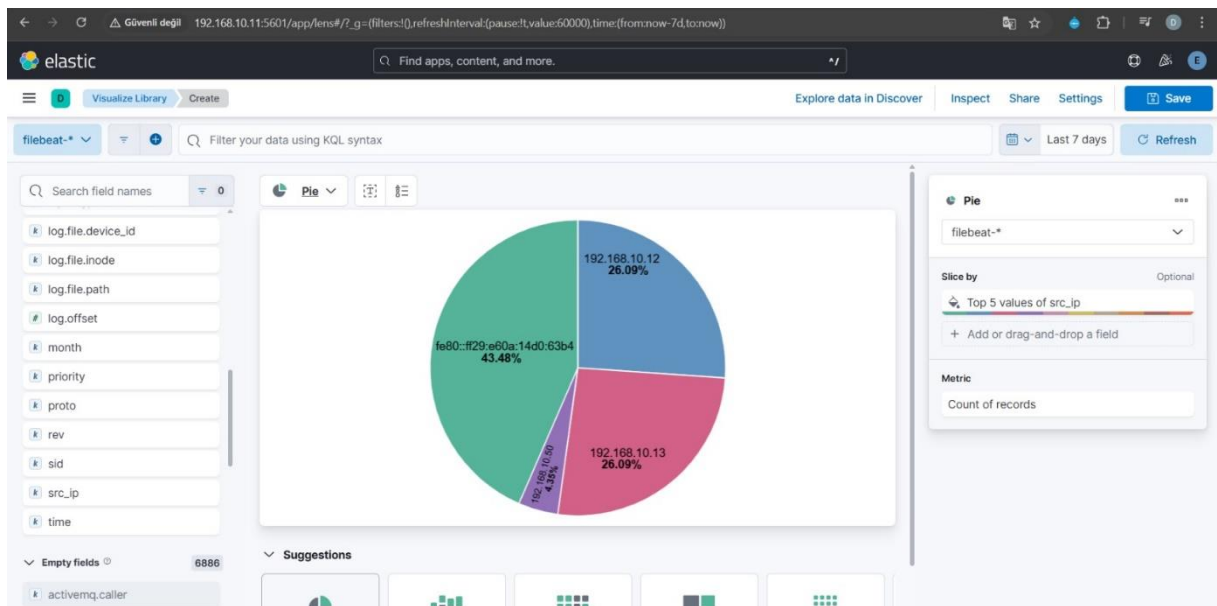 Güvenli değil 192.168.10.11:5601/app/lens#/?_g=(filters:!(),refreshInterval:(pause:!t,value:60000),time:(from:now-7d,to:now))
elastic
Find apps, content, and more.
^/
E
D
Visualize Library
Create
Explore data in Discover
Inspect
Share
Settings
Save
filebeat-*
Filter your data using KQL syntax
Last 7 days
Refresh
Search field names
0
k log.file.device_id
k log.file.inode
k log.file.path
# log.offset
k month
k priority
k proto
k rev
k sid
k src_ip
k time
Empty fields
6886
k activemq.caller
Pie
192.168.10.12
26.09%
fe80::ff29:e60a:14d0:63b4
43.48%
192.168.10.13
26.09%
192.168.10.50
4.35%
Suggestions
Pie
filebeat-*
Slice by
Optional
Top 5 values of src_ip
+ Add or drag-and-drop a field
Metric
Count of records